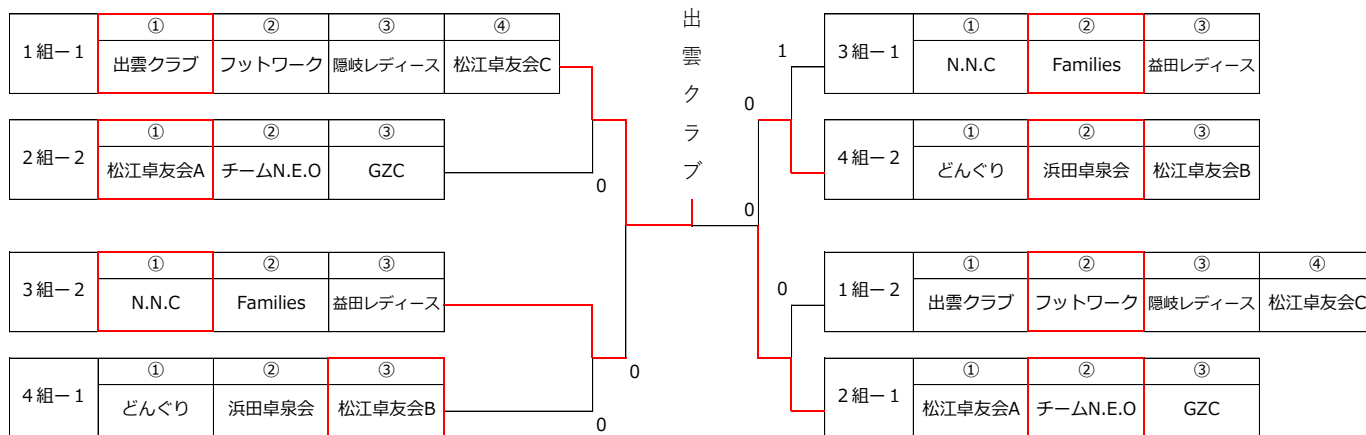 ① ② ③ ④
1組ー1 出雲クラブ フットワーク 隠岐レディース 松江卓友会C
① ② ③
2組ー2 松江卓友会A チームN.E.O GZC
0
① ② ③
3組ー2 N.N.C Families 益田レディース
0
① ② ③
4組ー1 どんぐり 浜田卓泉会 松江卓友会B
0
出雲クラブ
1
① ② ③
3組ー1 N.N.C Families 益田レディース
0
① ② ③
4組ー2 どんぐり 浜田卓泉会 松江卓友会B
0
① ② ③ ④
0
1組ー2 出雲クラブ フットワーク 隠岐レディース 松江卓友会C
① ② ③
2組ー1 松江卓友会A チームN.E.O GZC